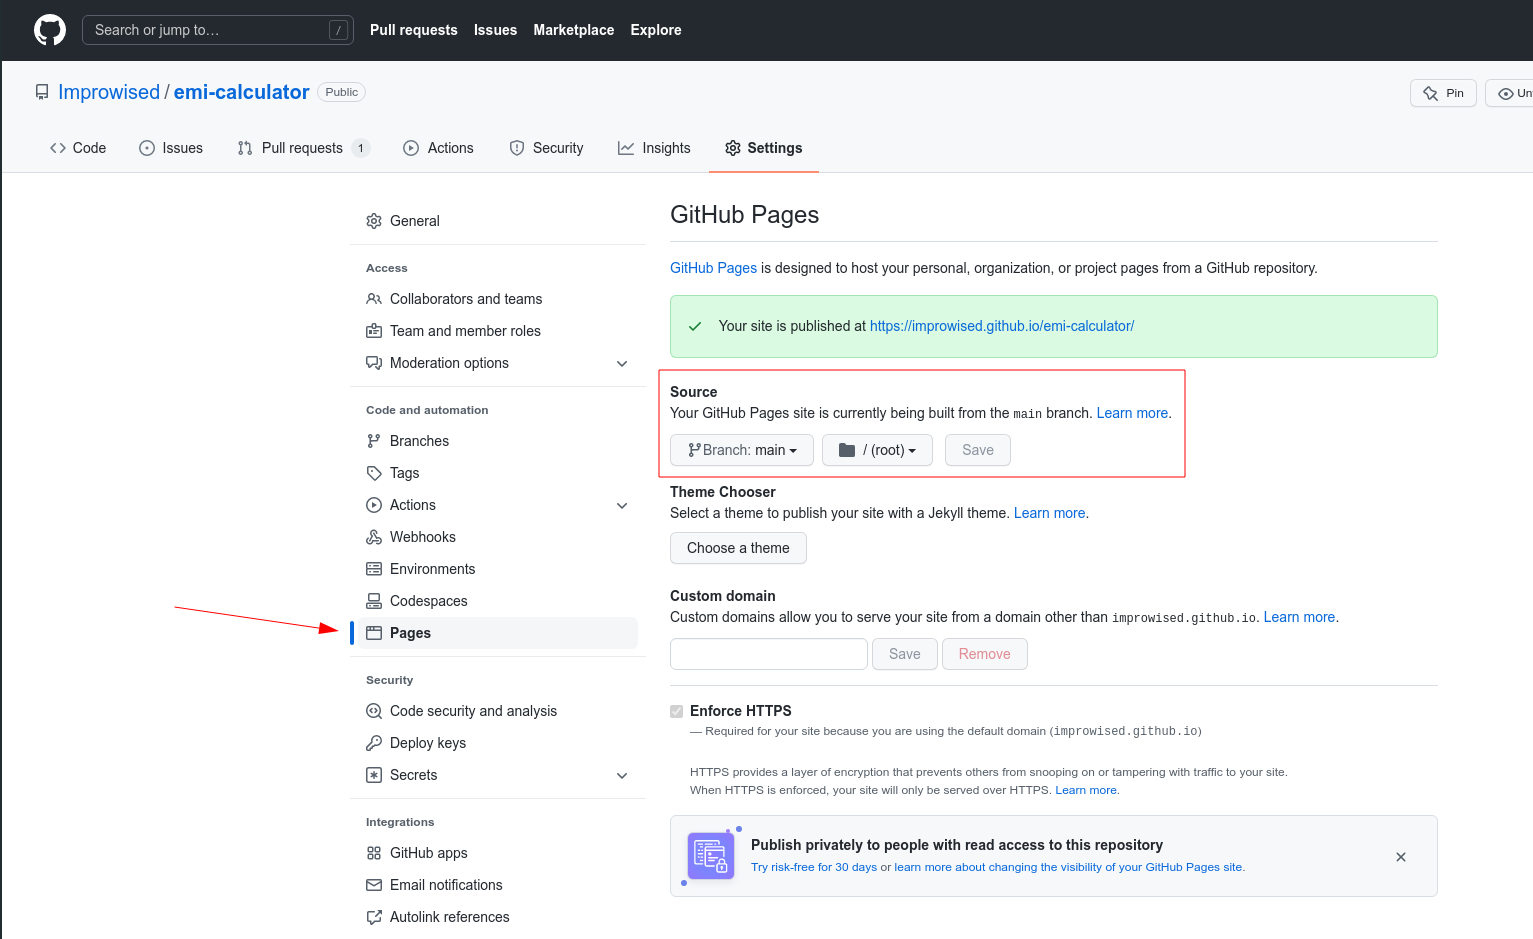 Search or jump to…
/
Pull requests Issues Marketplace Explore
Improwised / emi-calculator Public
Pin
Un
Code Issues Pull requests 1 Actions Security Insights Settings
General
Access
Collaborators and teams
Team and member roles
Moderation options
Code and automation
Branches
Tags
Actions
Webhooks
Environments
Codespaces
Pages
Security
Code security and analysis
Deploy keys
Secrets
Integrations
GitHub apps
Email notifications
Autolink references
GitHub Pages
GitHub Pages is designed to host your personal, organization, or project pages from a GitHub repository.
Your site is published at https://improwised.github.io/emi-calculator/
Source
Your GitHub Pages site is currently being built from the main branch. Learn more.
Branch: main / (root) Save
Theme Chooser
Select a theme to publish your site with a Jekyll theme. Learn more.
Choose a theme
Custom domain
Custom domains allow you to serve your site from a domain other than improwised.github.io. Learn more.
Save Remove
Enforce HTTPS
— Required for your site because you are using the default domain (improwised.github.io)
HTTPS provides a layer of encryption that prevents others from snooping on or tampering with traffic to your site.
When HTTPS is enforced, your site will only be served over HTTPS. Learn more.
Publish privately to people with read access to this repository
Try risk-free for 30 days or learn more about changing the visibility of your GitHub Pages site.